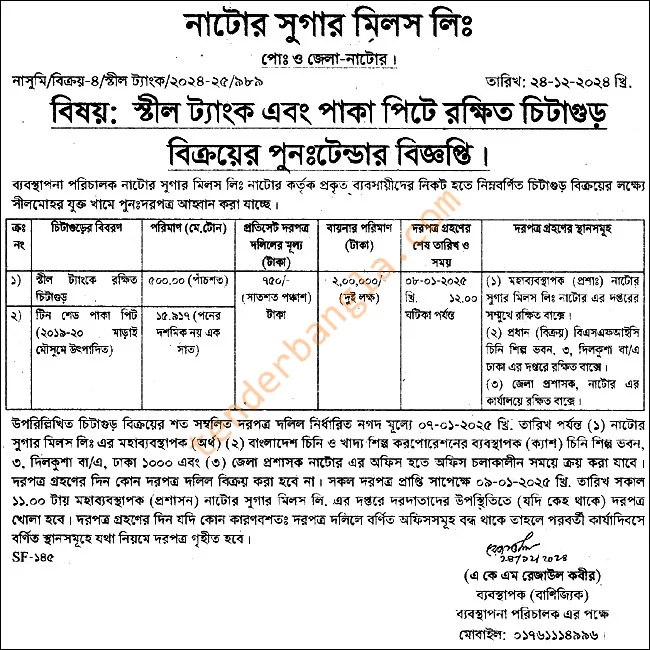 নাটোর সুগার মিলস লিঃ
পোঃ ও জেলা-নাটোর।
নাসুমি/বিক্রয়-৪/স্টীল ট্যাংক/২০২৪-২৫/৯৮৯ তারিখ: ২৪-১২-২০২৪ খ্রি.
বিষয়: স্টীল ট্যাংক এবং পাকা পিটে রক্ষিত চিটাগুড়
বিক্রয়ের পুনঃটেন্ডার বিজ্ঞপ্তি।
ব্যবস্থাপনা পরিচালক নাটোর সুগার মিলস লিঃ নাটোর কর্তৃক প্রকৃত ব্যবসায়ীদের নিকট হতে নিম্নবর্ণিত চিটাগুড় বিক্রয়ের লক্ষ্যে
সীলমোহর যুক্ত খামে পুনঃদরপত্র আহ্বান করা যাচ্ছে।
ক্রঃ নং চিটাগুড়ের বিবরণ পরিমাণ (মে.টোন) প্রতিসেট দরপত্র দলিলের মূল্য (টাকা) বায়নার পরিমাণ (টাকা) দরপত্র গ্রহণের শেষ তারিখ ও সময় দরপত্র গ্রহণের স্থানসমূহ
১) স্টীল ট্যাংকে রক্ষিত চিটাগুড় ৫০০.০০ (পাঁচশত) ৭৫০/- (সাতশত পঞ্চাশ) টাকা ২,০০,০০০/ (দুই লক্ষ) ০৮-০১-২০২৫ খ্রি. ১২.০০ ঘটিকা পর্যন্ত
২) টিন শেড পাকা পিট (২০১৯-২০ মাড়াই মৌসুমে উৎপাদিত) ১৫.৯১৭ (পনের দশমিক নয় এক সাত)
(১) মহাব্যবস্থাপক (প্রশাঃ) নাটোর
সুগার মিলস লিঃ নাটোর এর দপ্তরের
সম্মুখে রক্ষিত বাক্সে।
(২) প্রধান (বিক্রয়) বিএসএফআইসি
চিনি শিল্প ভবন, ৩, দিলকুশা বা/এ
ঢাকা এর দপ্তরে রক্ষিত বাক্সে।
(৩) জেলা প্রশাসক, নাটোর এর
কার্যালয়ে রক্ষিত বাক্সে।
উপরিল্লিখিত চিটাগুড় বিক্রয়ের শর্ত সম্বলিত দরপত্র দলিল নির্ধারিত নগদ মূল্যে ০৭-০১-২০২৫ খ্রি. তারিখ পর্যন্ত (১) নাটোর
সুগার মিলস লিঃ এর মহাব্যবস্থাপক (অর্থ) (২) বাংলাদেশ চিনি ও খাদ্য শিল্প করপোরেশনের ব্যবস্থাপক (ক্যাশ) চিনি শিল্প ভবন,
৩, দিলকুশা বা/এ, ঢাকা ১০০০ এবং (৩) জেলা প্রশাসক নাটোর এর অফিস হতে অফিস চলাকালীন সময়ে ক্রয় করা যাবে।
দরপত্র গ্রহণের দিন কোন দরপত্র দলিল বিক্রয় করা হবে না। সকল দরপত্র প্রাপ্তি সাপেক্ষে ০৯-০১-২০২৫ খ্রি. তারিখ সকাল
১১.০০ টায় মহাব্যবস্থাপক (প্রশাসন) নাটোর সুগার মিলস লি. এর দপ্তরে দরদাতাদের উপস্থিতিতে (যদি কেহ থাকে) দরপত্র
খোলা হবে। দরপত্র গ্রহণের দিন যদি কোন কারণবশতঃ দরপত্র দলিলে বর্ণিত অফিসসমূহ বন্ধ থাকে তাহলে পরবর্তী কার্যদিবসে
বর্ণিত স্থানসমূহে যথা নিয়মে দরপত্র গৃহীত হবে।
SF-১৪৫
২৪/১২/২০২৪
(এ কে এম রেজাউল কবীর)
ব্যবস্থাপক (বাণিজ্যিক)
ব্যবস্থাপনা পরিচালক এর পক্ষে
মোবাইল: ০১৭৬১১১৪৯৯৬।
tenderbangla.com